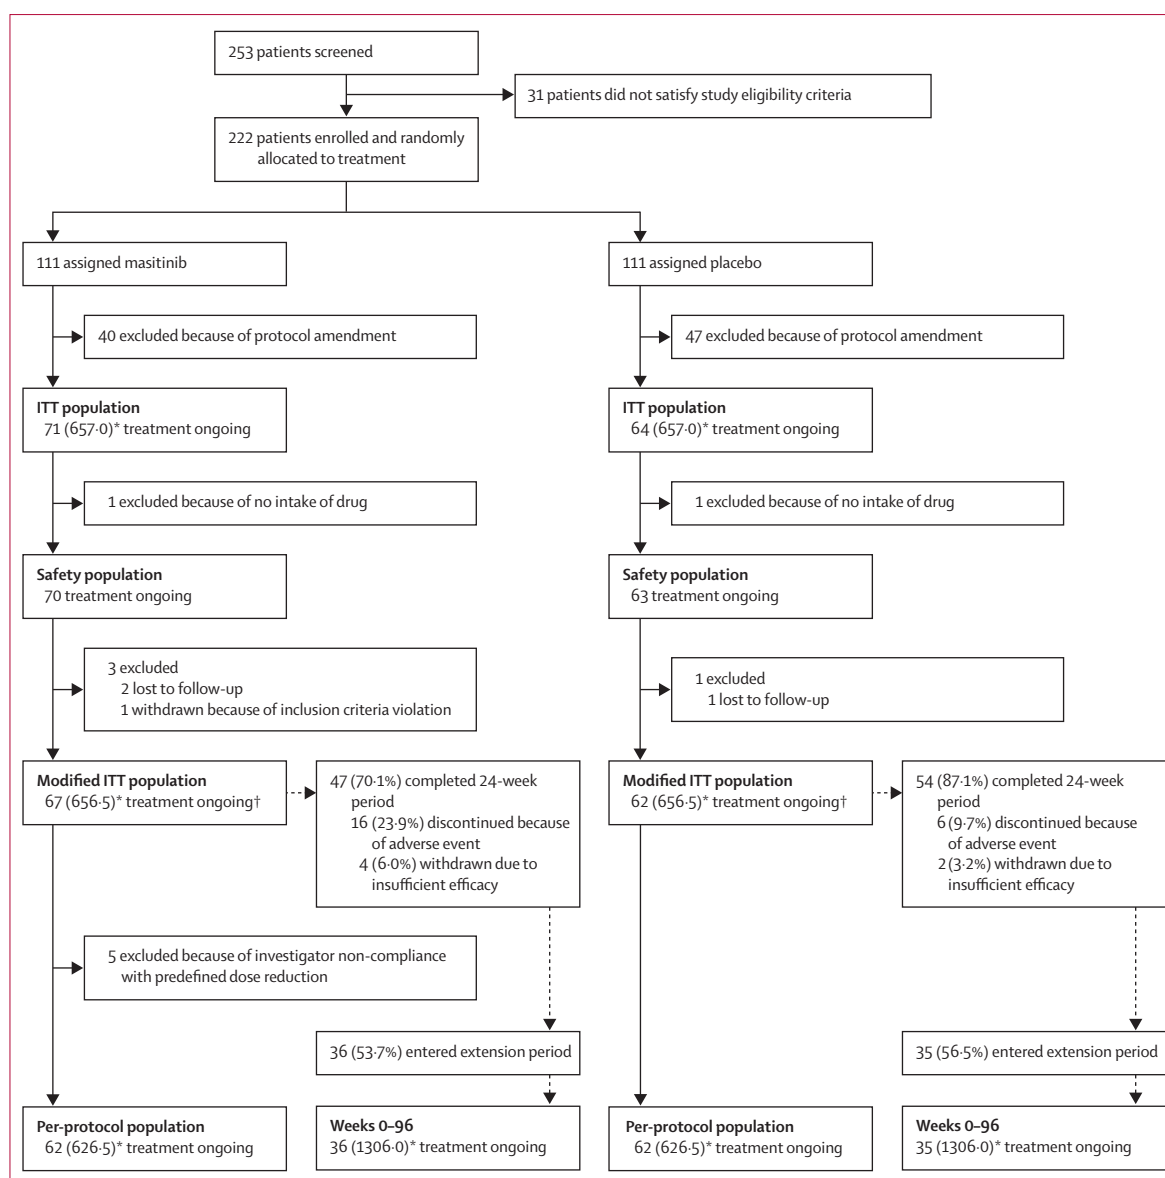 253 patients screened
31 patients did not satisfy study eligibility criteria
222 patients enrolled and randomly
allocated to treatment
111 assigned masitinib
111 assigned placebo
40 excluded because of protocol amendment
47 excluded because of protocol amendment
ITT population
71 (657·0)* treatment ongoing
ITT population
64 (657·0)* treatment ongoing
1 excluded because of no intake of drug
1 excluded because of no intake of drug
Safety population
70 treatment ongoing
Safety population
63 treatment ongoing
3 excluded
2 lost to follow-up
1 withdrawn because of inclusion criteria violation
1 excluded
1 lost to follow-up
Modified ITT population
67 (656·5)* treatment ongoing†
47 (70·1%) completed 24-week
period
16 (23·9%) discontinued because
of adverse event
4 (6·0%) withdrawn due to
insufficient efficacy
Modified ITT population
62 (656·5)* treatment ongoing†
54 (87·1%) completed 24-week
period
6 (9·7%) discontinued because
of adverse event
2 (3·2%) withdrawn due to
insufficient efficacy
5 excluded because of investigator non-compliance
with predefined dose reduction
36 (53·7%) entered extension period
35 (56·5%) entered extension period
Per-protocol population
62 (626·5)* treatment ongoing
Weeks 0–96
36 (1306·0)* treatment ongoing
Per-protocol population
62 (626·5)* treatment ongoing
Weeks 0–96
35 (1306·0)* treatment ongoing